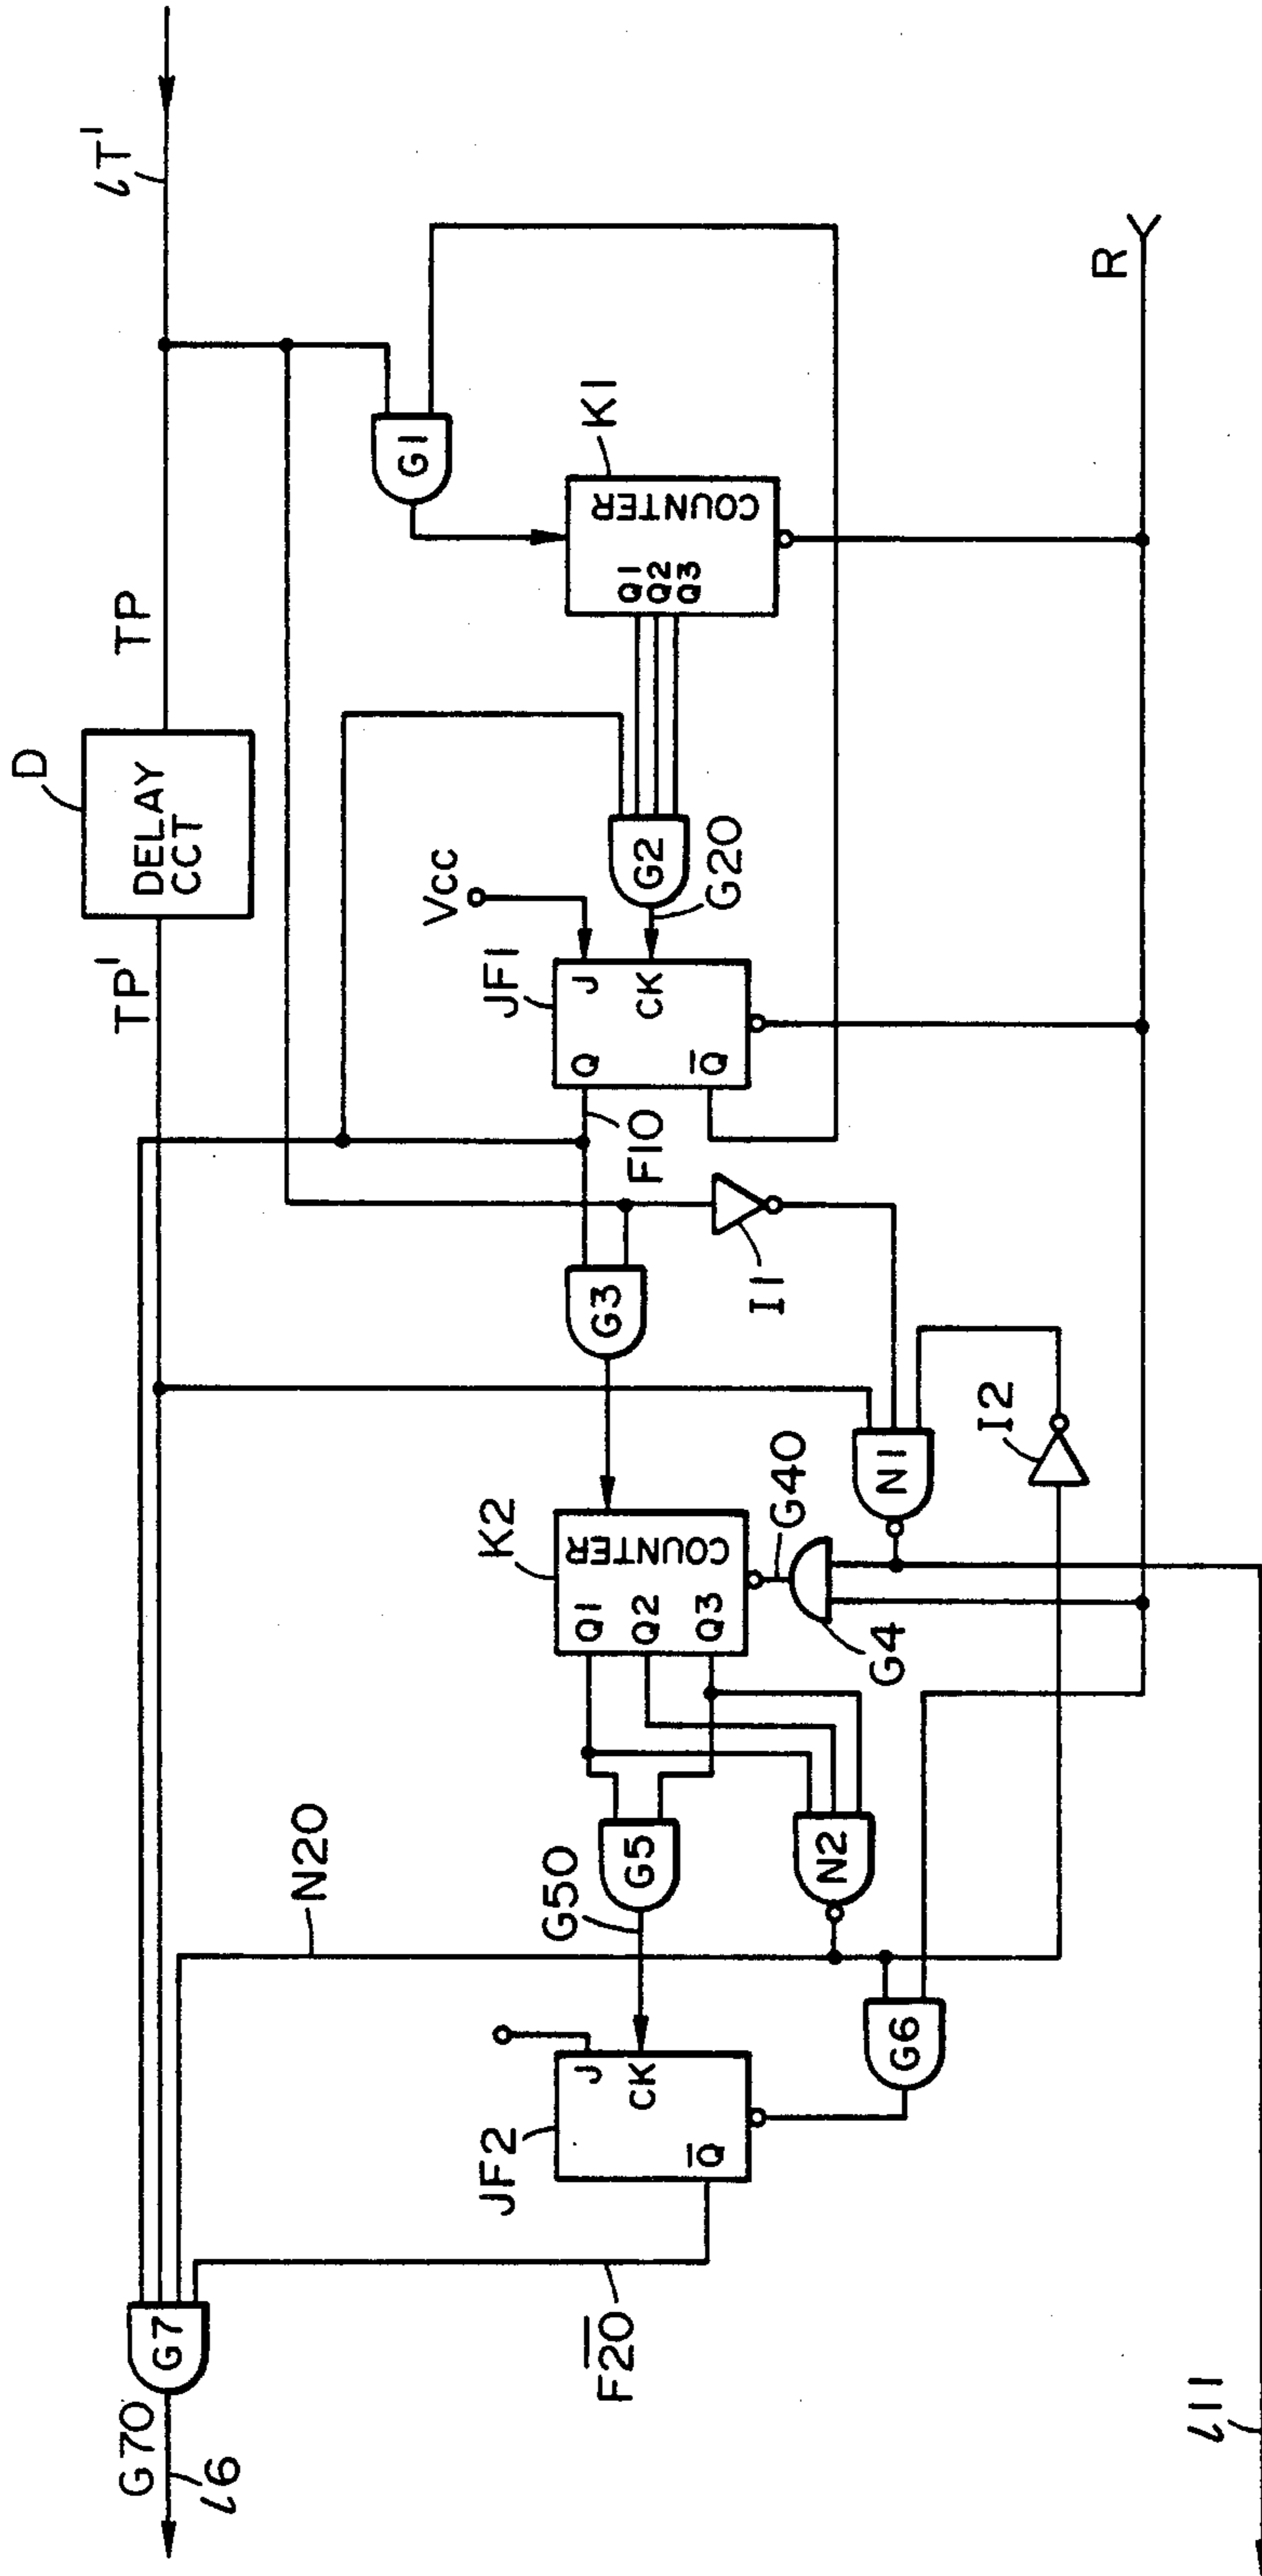 ℓT'
TP
D
DELAY
CCT
TP'
G1
K1
COUNTER
Q1
Q2
Q3
R
G2
G20
Vcc
JF1
J
CK
Q
Q̅
F10
G3
I1
K2
COUNTER
Q1
Q2
Q3
G40
N1
I2
G4
N20
G5
G50
N2
G6
JF2
J
CK
Q̅
F̅2̅0̅
G7
G70
ℓ6
ℓ11